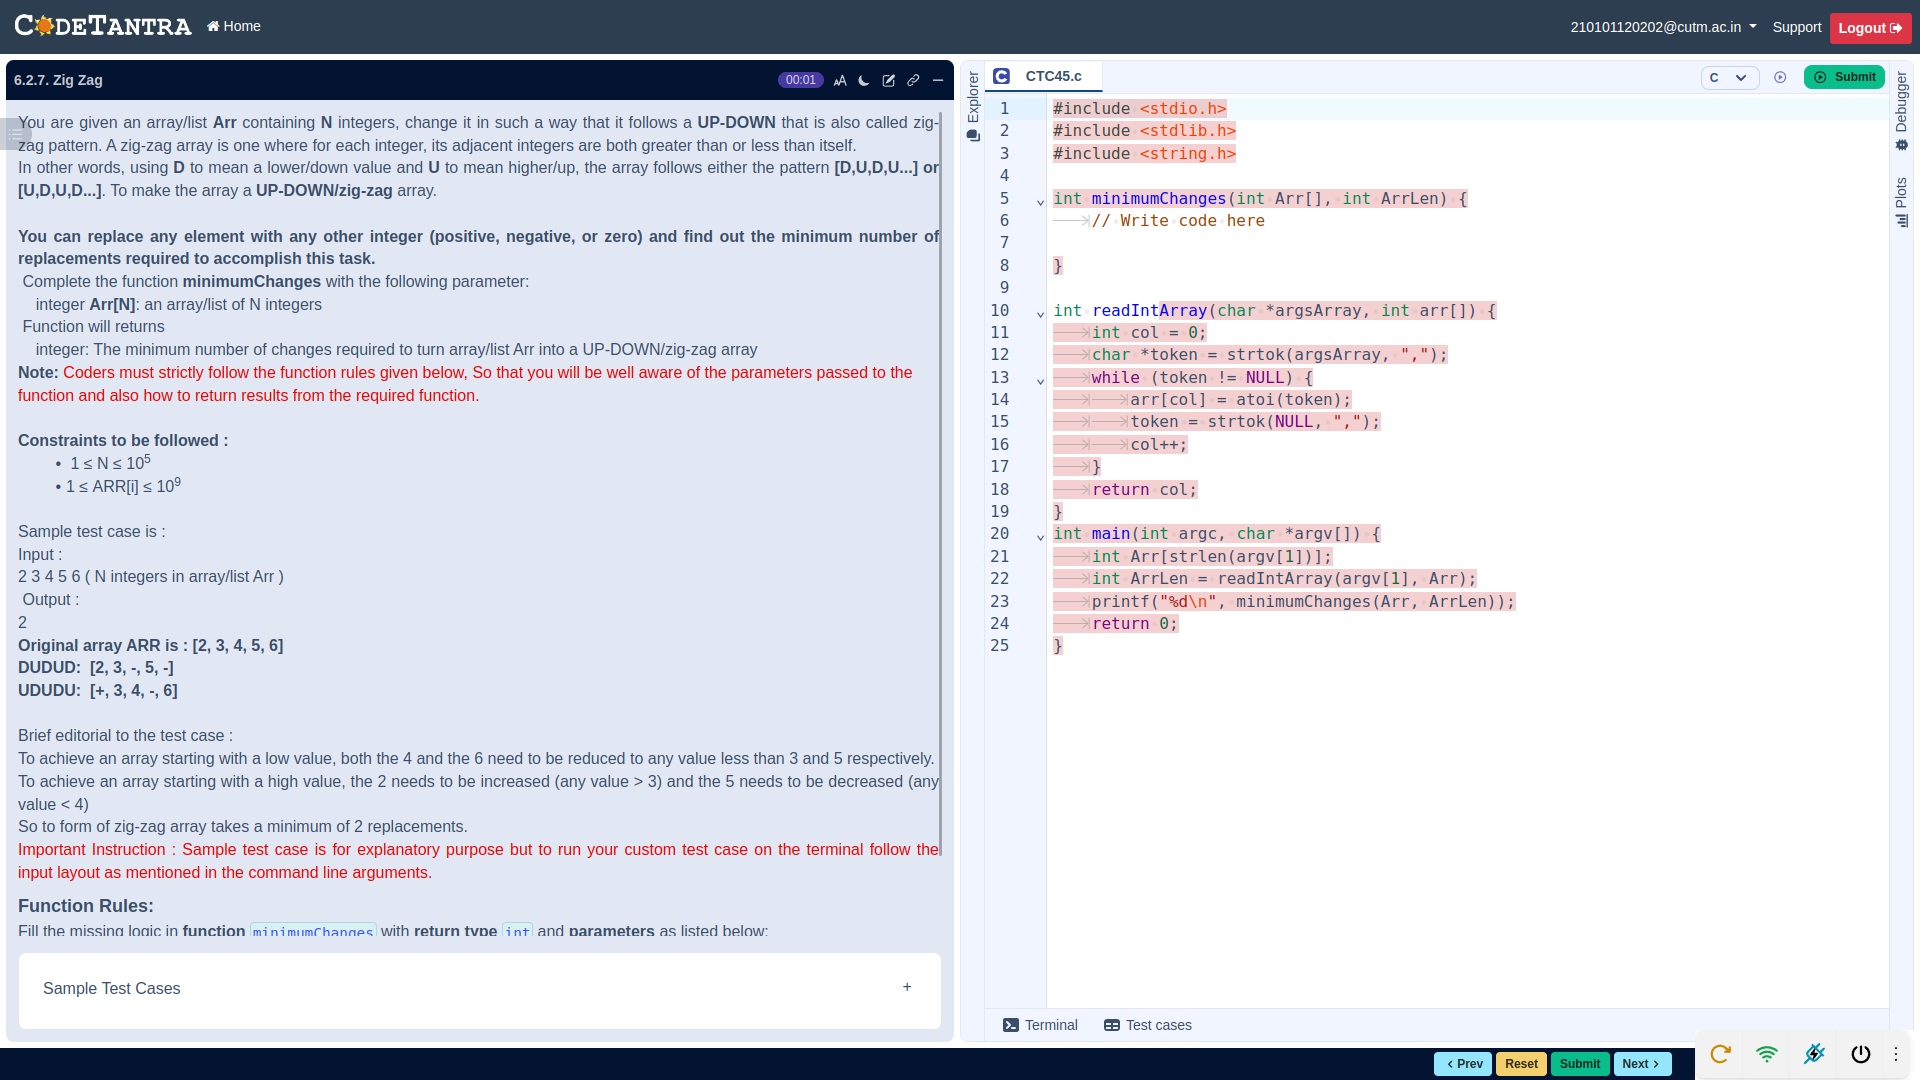 CODETANTRA Home 210101120202@cutm.ac.in Support Logout
6.2.7. Zig Zag 00:01
You are given an array/list Arr containing N integers, change it in such a way that it follows a UP-DOWN that is also called zig-
zag pattern. A zig-zag array is one where for each integer, its adjacent integers are both greater than or less than itself.
In other words, using D to mean a lower/down value and U to mean higher/up, the array follows either the pattern [D,U,D,U...] or
[U,D,U,D...]. To make the array a UP-DOWN/zig-zag array.
You can replace any element with any other integer (positive, negative, or zero) and find out the minimum number of
replacements required to accomplish this task.
Complete the function minimumChanges with the following parameter:
integer Arr[N]: an array/list of N integers
Function will returns
integer: The minimum number of changes required to turn array/list Arr into a UP-DOWN/zig-zag array
Note: Coders must strictly follow the function rules given below, So that you will be well aware of the parameters passed to the
function and also how to return results from the required function.
Constraints to be followed :
• 1 ≤ N ≤ 10^5
• 1 ≤ ARR[i] ≤ 10^9
Sample test case is :
Input :
2 3 4 5 6 ( N integers in array/list Arr )
Output :
2
Original array ARR is : [2, 3, 4, 5, 6]
DUDUD: [2, 3, -, 5, -]
UDUDU: [+, 3, 4, -, 6]
Brief editorial to the test case :
To achieve an array starting with a low value, both the 4 and the 6 need to be reduced to any value less than 3 and 5 respectively.
To achieve an array starting with a high value, the 2 needs to be increased (any value > 3) and the 5 needs to be decreased (any
value < 4)
So to form of zig-zag array takes a minimum of 2 replacements.
Important Instruction : Sample test case is for explanatory purpose but to run your custom test case on the terminal follow the
input layout as mentioned in the command line arguments.
Function Rules:
Fill the missing logic in function minimumChanges with return type int and parameters as listed below:
Sample Test Cases +
Explorer
CTC45.c C Submit
1 #include <stdio.h>
2 #include <stdlib.h>
3 #include <string.h>
4
5 int minimumChanges(int Arr[], int ArrLen) {
6 // Write code here
7
8 }
9
10 int readIntArray(char *argsArray, int arr[]) {
11 int col = 0;
12 char *token = strtok(argsArray, ",");
13 while (token != NULL) {
14 arr[col] = atoi(token);
15 token = strtok(NULL, ",");
16 col++;
17 }
18 return col;
19 }
20 int main(int argc, char *argv[]) {
21 int Arr[strlen(argv[1])];
22 int ArrLen = readIntArray(argv[1], Arr);
23 printf("%d\n", minimumChanges(Arr, ArrLen));
24 return 0;
25 }
Debugger
Plots
Terminal Test cases
< Prev Reset Submit Next >